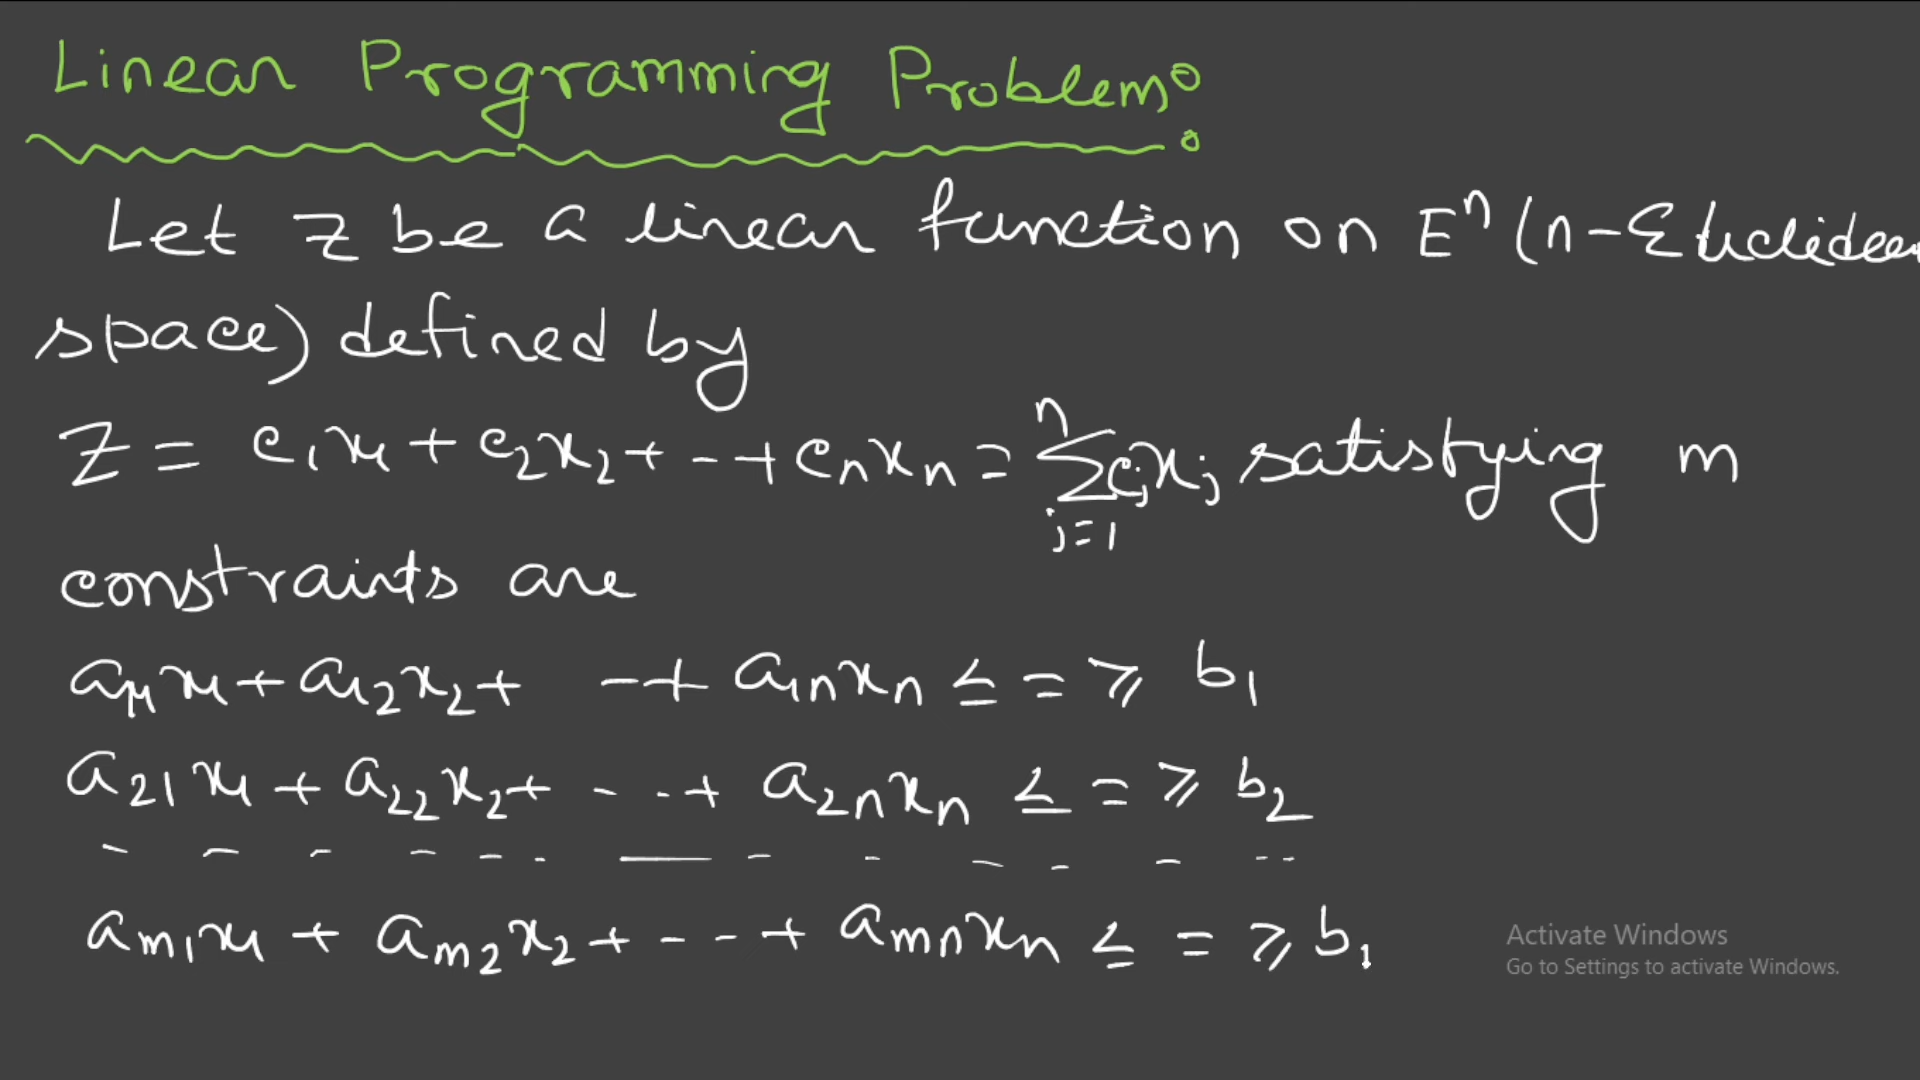 Linear Programming Problem:
Let z be a linear function on Eⁿ (n-Euclidean
space) defined by
Z = c₁x₁ + c₂x₂ + - - + cₙxₙ = ∑ⁿⱼ₌₁ cⱼxⱼ satisfying m
constraints are
a₁₁x₁ + a₁₂x₂ + - + a₁ₙxₙ ≤ = ≥ b₁
a₂₁x₁ + a₂₂x₂ + - - - + a₂ₙxₙ ≤ = ≥ b₂
- - - - - - - - - - - - - -
aₘ₁x₁ + aₘ₂x₂ + - - - + aₘₙxₙ ≤ = ≥ b₁
Activate Windows
Go to Settings to activate Windows.